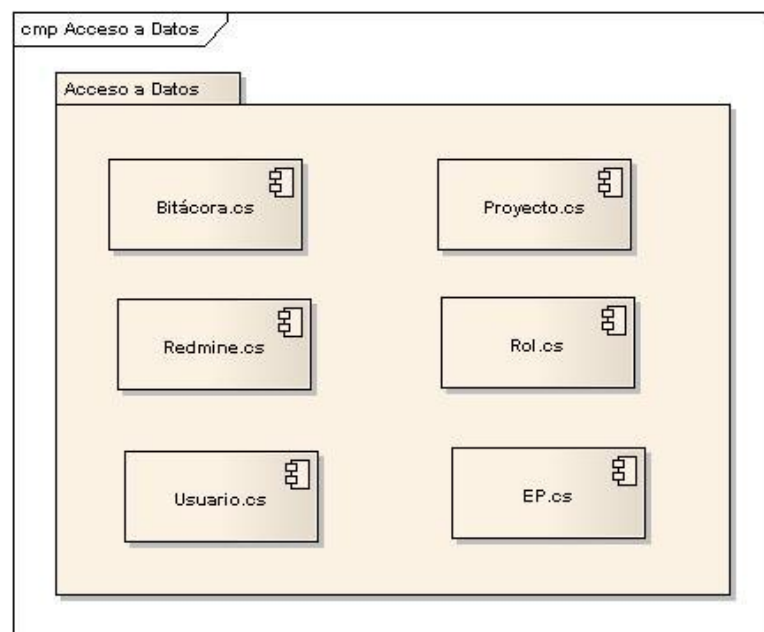 cmp Acceso a Datos
Acceso a Datos
Bitácora.cs
Proyecto.cs
Redmine.cs
Rol.cs
Usuario.cs
EP.cs